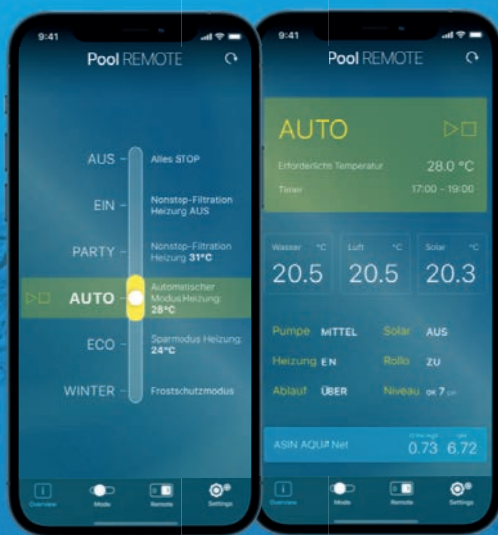 9:41
Pool REMOTE
AUS
Alles STOP
EIN
Nonstop-Filtration
Heizung AUS
PARTY
Nonstop-Filtration
Heizung 31°C
AUTO
Automatischer
Modus Heizung:
28°C
ECO
Sparmodus Heizung:
24°C
WINTER
Frostschutzmodus
Overview
Mode
Remote
Settings
9:41
Pool REMOTE
AUTO
Erforderliche Temperatur 28.0 °C
Timer 17:00 - 19:00
Wasser °C Luft °C Solar °C
20.5 20.5 20.3
Pumpe MITTEL Solar AUS
Heizung EN Rollo ZU
Ablauf ÜBER Niveau OK 7
ASIN AQUA Net 0.73 6.72
Overview
Mode
Remote
Settings